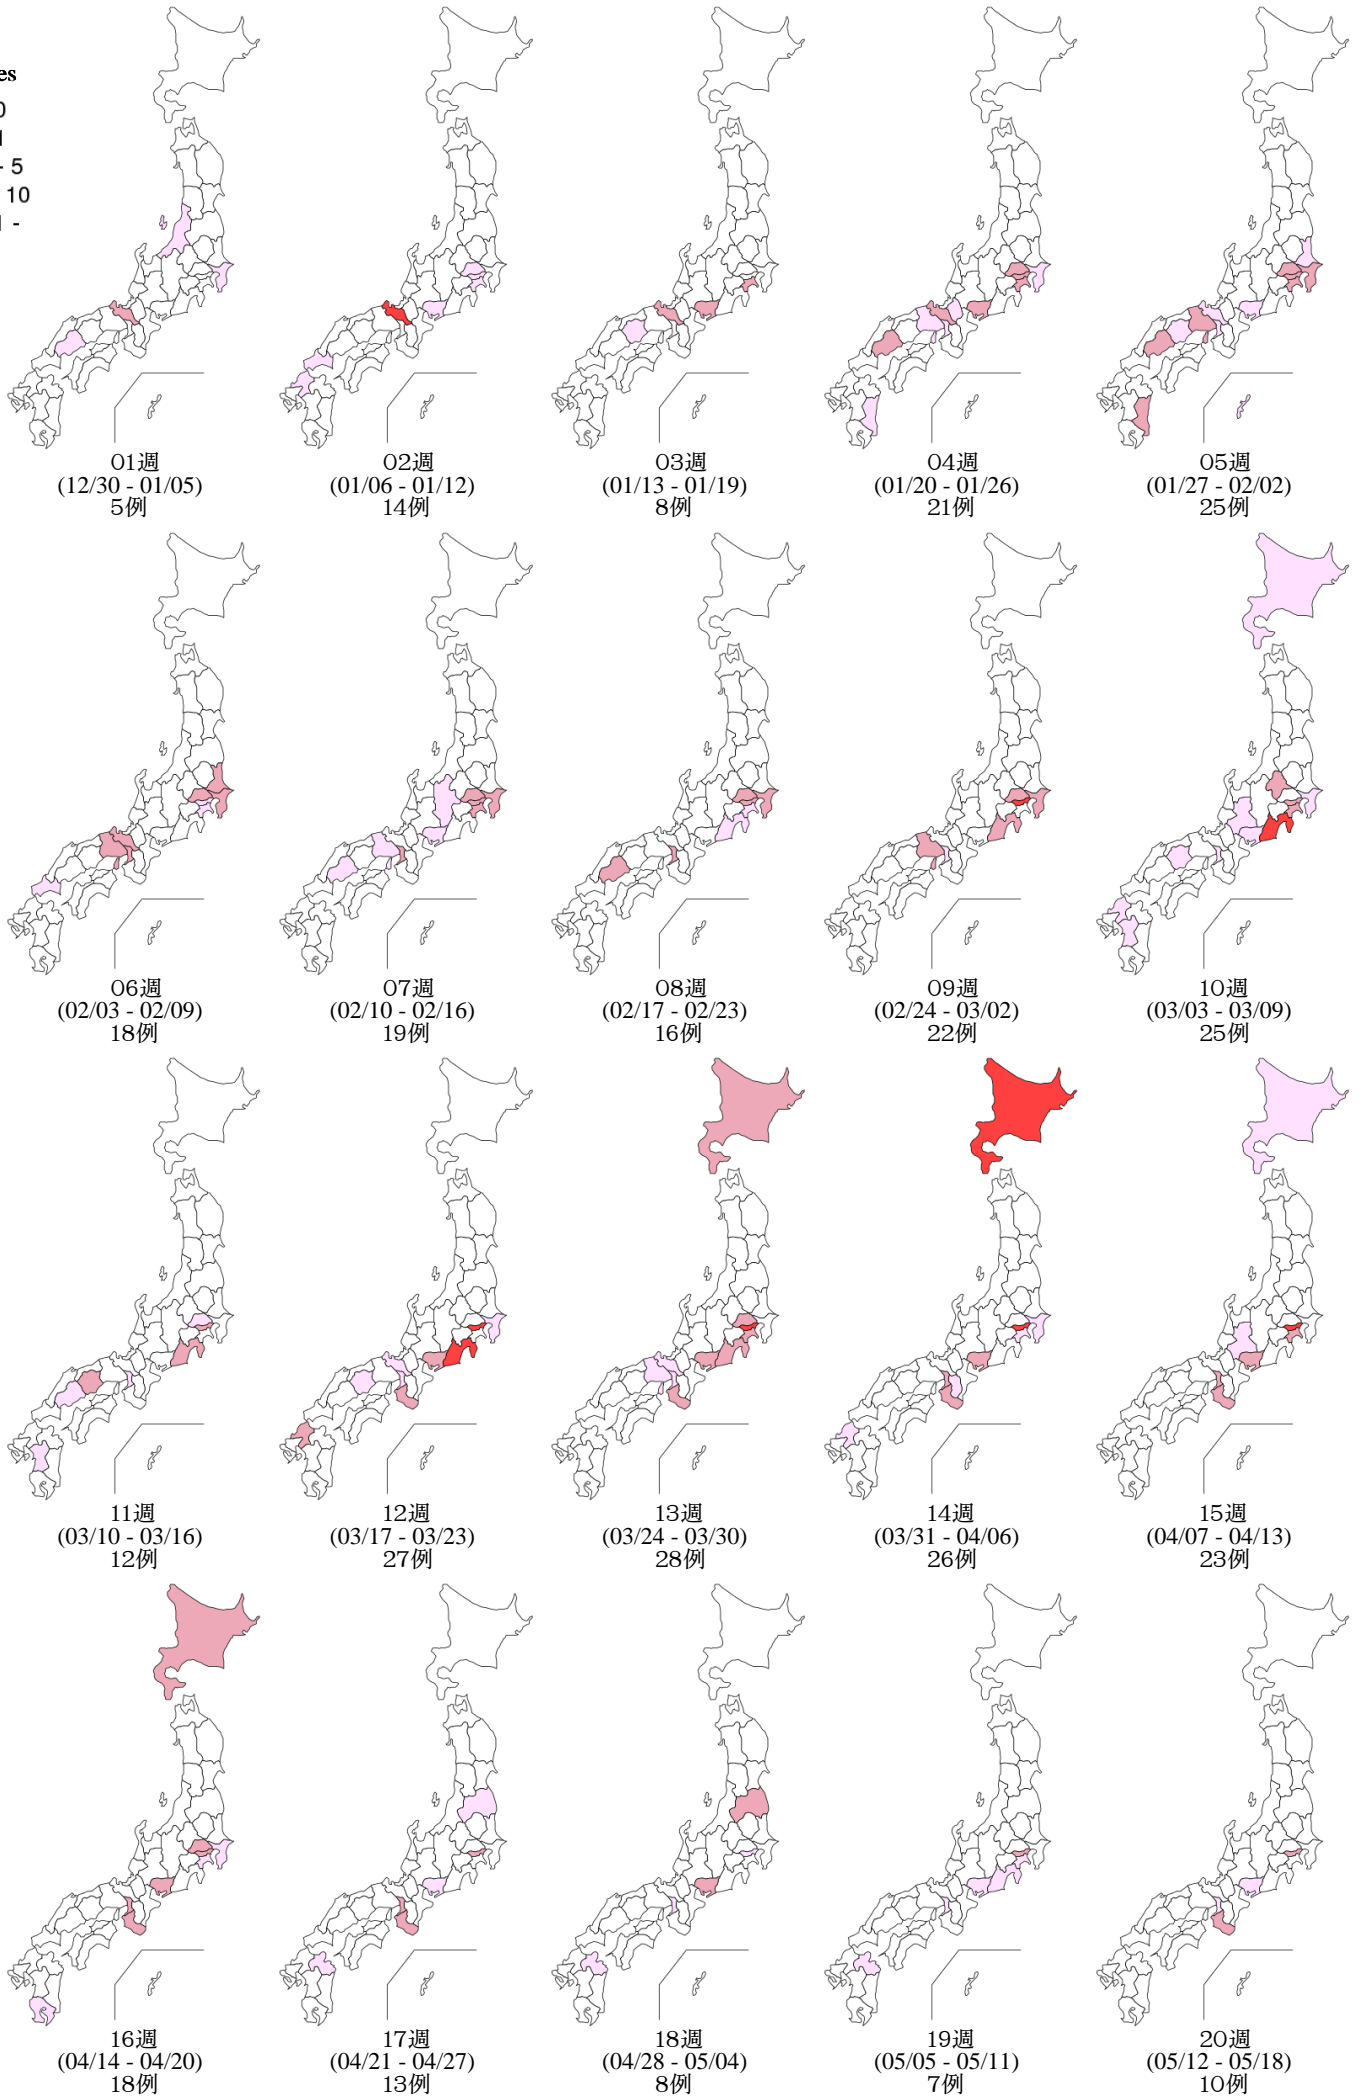 es
0
1
- 5
10
1 -
01週
(12/30 - 01/05)
5例
02週
(01/06 - 01/12)
14例
03週
(01/13 - 01/19)
8例
04週
(01/20 - 01/26)
21例
05週
(01/27 - 02/02)
25例
06週
(02/03 - 02/09)
18例
07週
(02/10 - 02/16)
19例
08週
(02/17 - 02/23)
16例
09週
(02/24 - 03/02)
22例
10週
(03/03 - 03/09)
25例
11週
(03/10 - 03/16)
12例
12週
(03/17 - 03/23)
27例
13週
(03/24 - 03/30)
28例
14週
(03/31 - 04/06)
26例
15週
(04/07 - 04/13)
23例
16週
(04/14 - 04/20)
18例
17週
(04/21 - 04/27)
13例
18週
(04/28 - 05/04)
8例
19週
(05/05 - 05/11)
7例
20週
(05/12 - 05/18)
10例